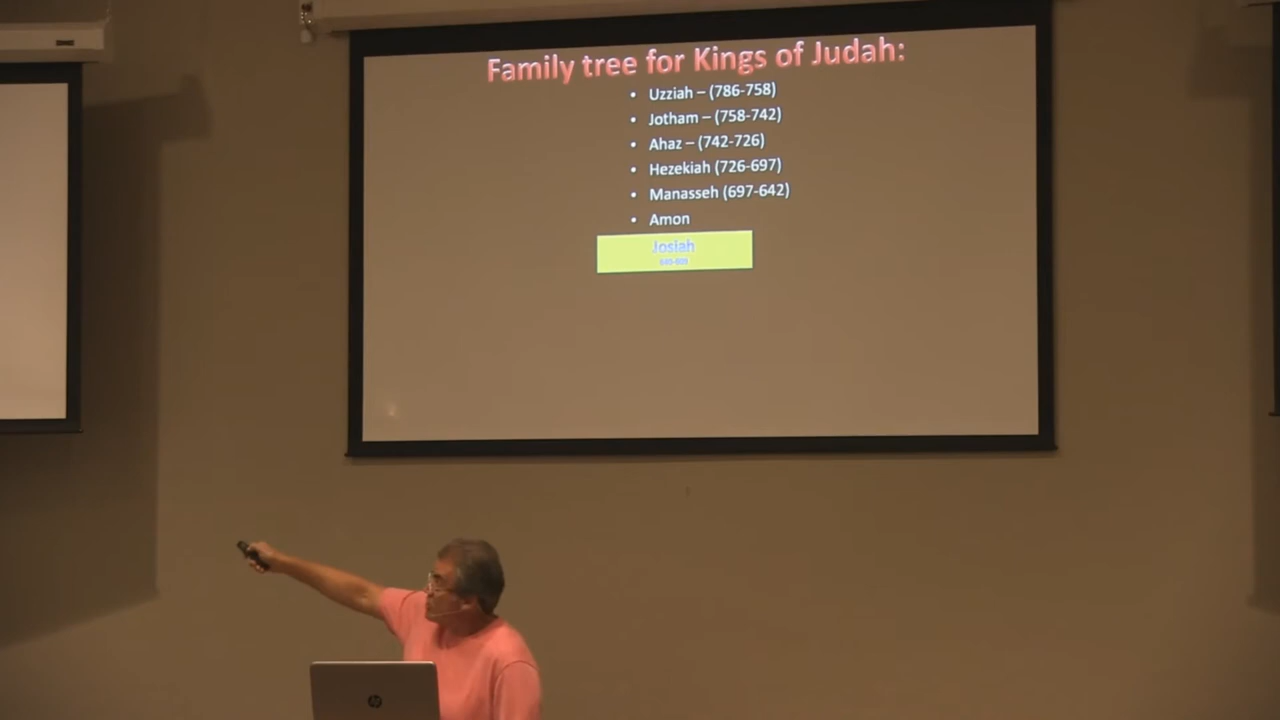 Family tree for Kings of Judah:
• Uzziah – (786-758)
• Jotham – (758-742)
• Ahaz – (742-726)
• Hezekiah (726-697)
• Manasseh (697-642)
• Amon
Josiah
hp